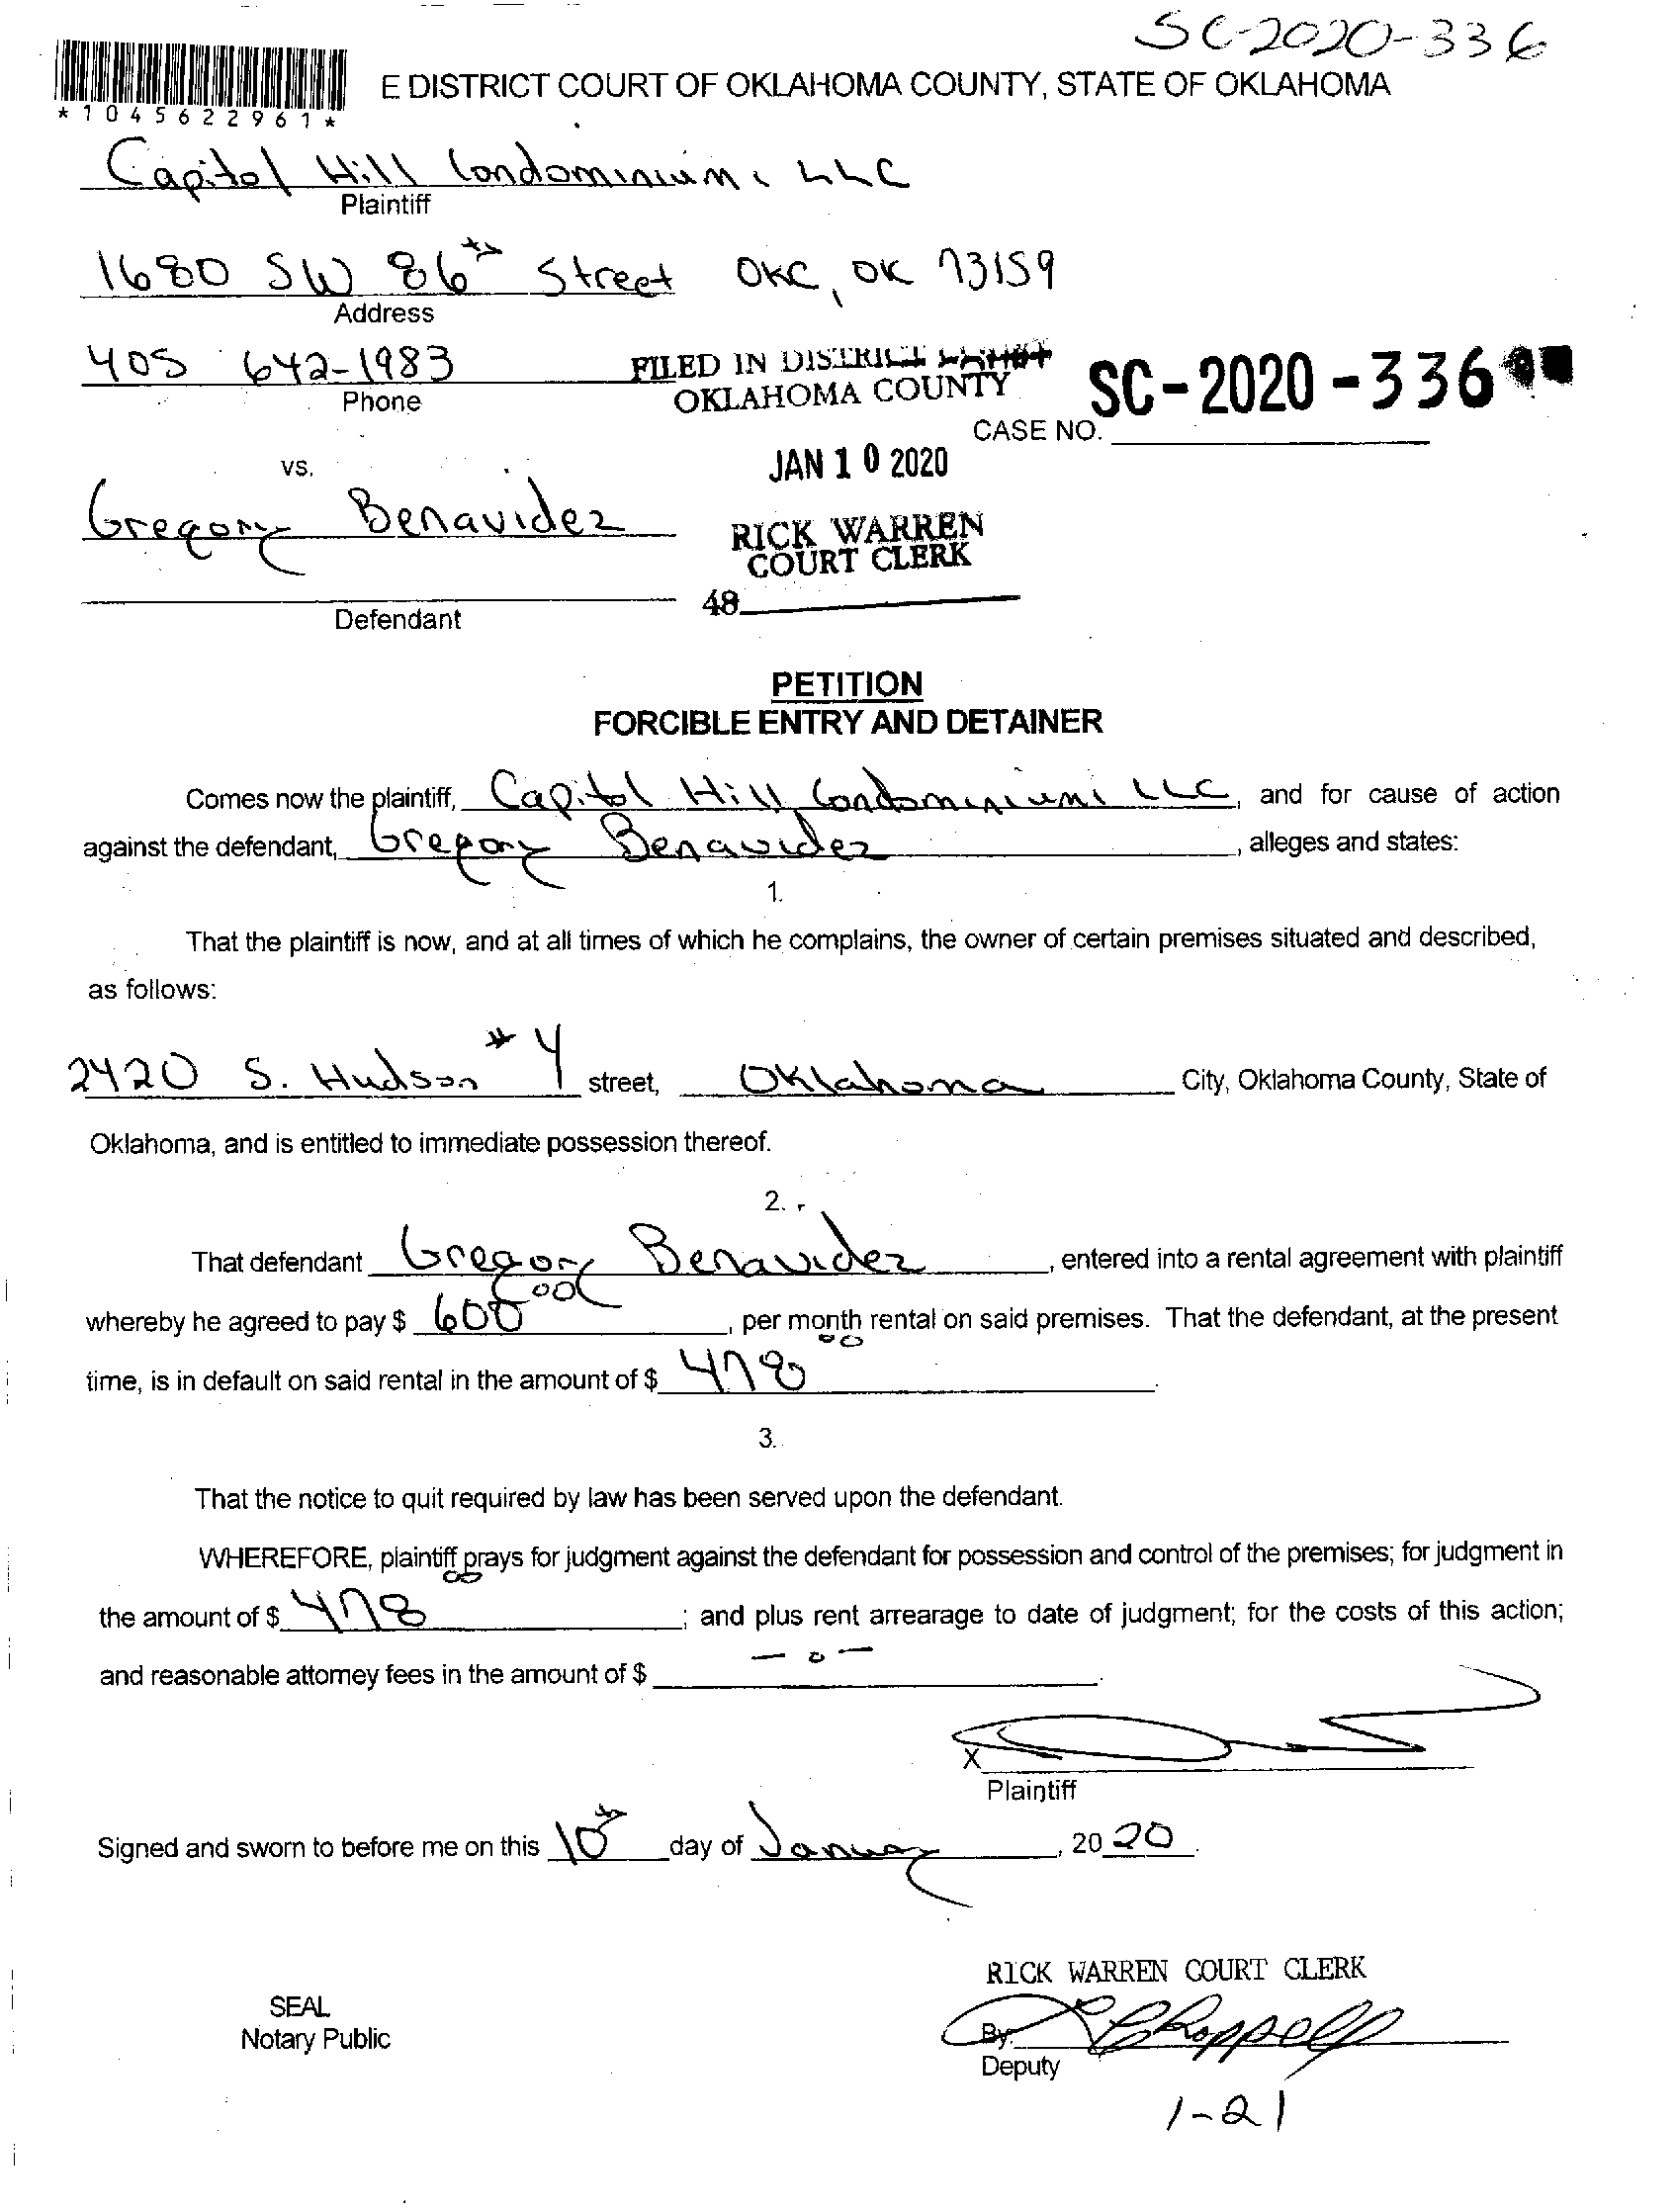 SC-2020-336
E DISTRICT COURT OF OKLAHOMA COUNTY, STATE OF OKLAHOMA
*1045622961*
Capitol Hill Condominiums LLC
Plaintiff
1680 SW 86th Street OKC, OK 73159
Address
405 642-1983
Phone
FILED IN DISTRICT COURT
OKLAHOMA COUNTY
SC-2020-336
CASE NO.
vs.
JAN 10 2020
Gregory Benavidez
RICK WARREN
COURT CLERK
48
Defendant
PETITION
FORCIBLE ENTRY AND DETAINER
Comes now the plaintiff, Capitol Hill Condominiums LLC, and for cause of action
against the defendant, Gregory Benavidez, alleges and states:
1.
That the plaintiff is now, and at all times of which he complains, the owner of certain premises situated and described,
as follows:
2420 S. Hudson #4 street, Oklahoma City, Oklahoma County, State of
Oklahoma, and is entitled to immediate possession thereof.
2.
That defendant Gregory Benavidez, entered into a rental agreement with plaintiff
whereby he agreed to pay $ 600 00, per month rental on said premises. That the defendant, at the present
time, is in default on said rental in the amount of $ 478 00.
3.
That the notice to quit required by law has been served upon the defendant.
WHEREFORE, plaintiff prays for judgment against the defendant for possession and control of the premises; for judgment in
the amount of $ 478 00; and plus rent arrearage to date of judgment; for the costs of this action;
and reasonable attorney fees in the amount of $ -0-.
X
Plaintiff
Signed and sworn to before me on this 10th day of January, 2020.
RICK WARREN COURT CLERK
SEAL
Notary Public
By:
Deputy
1-21